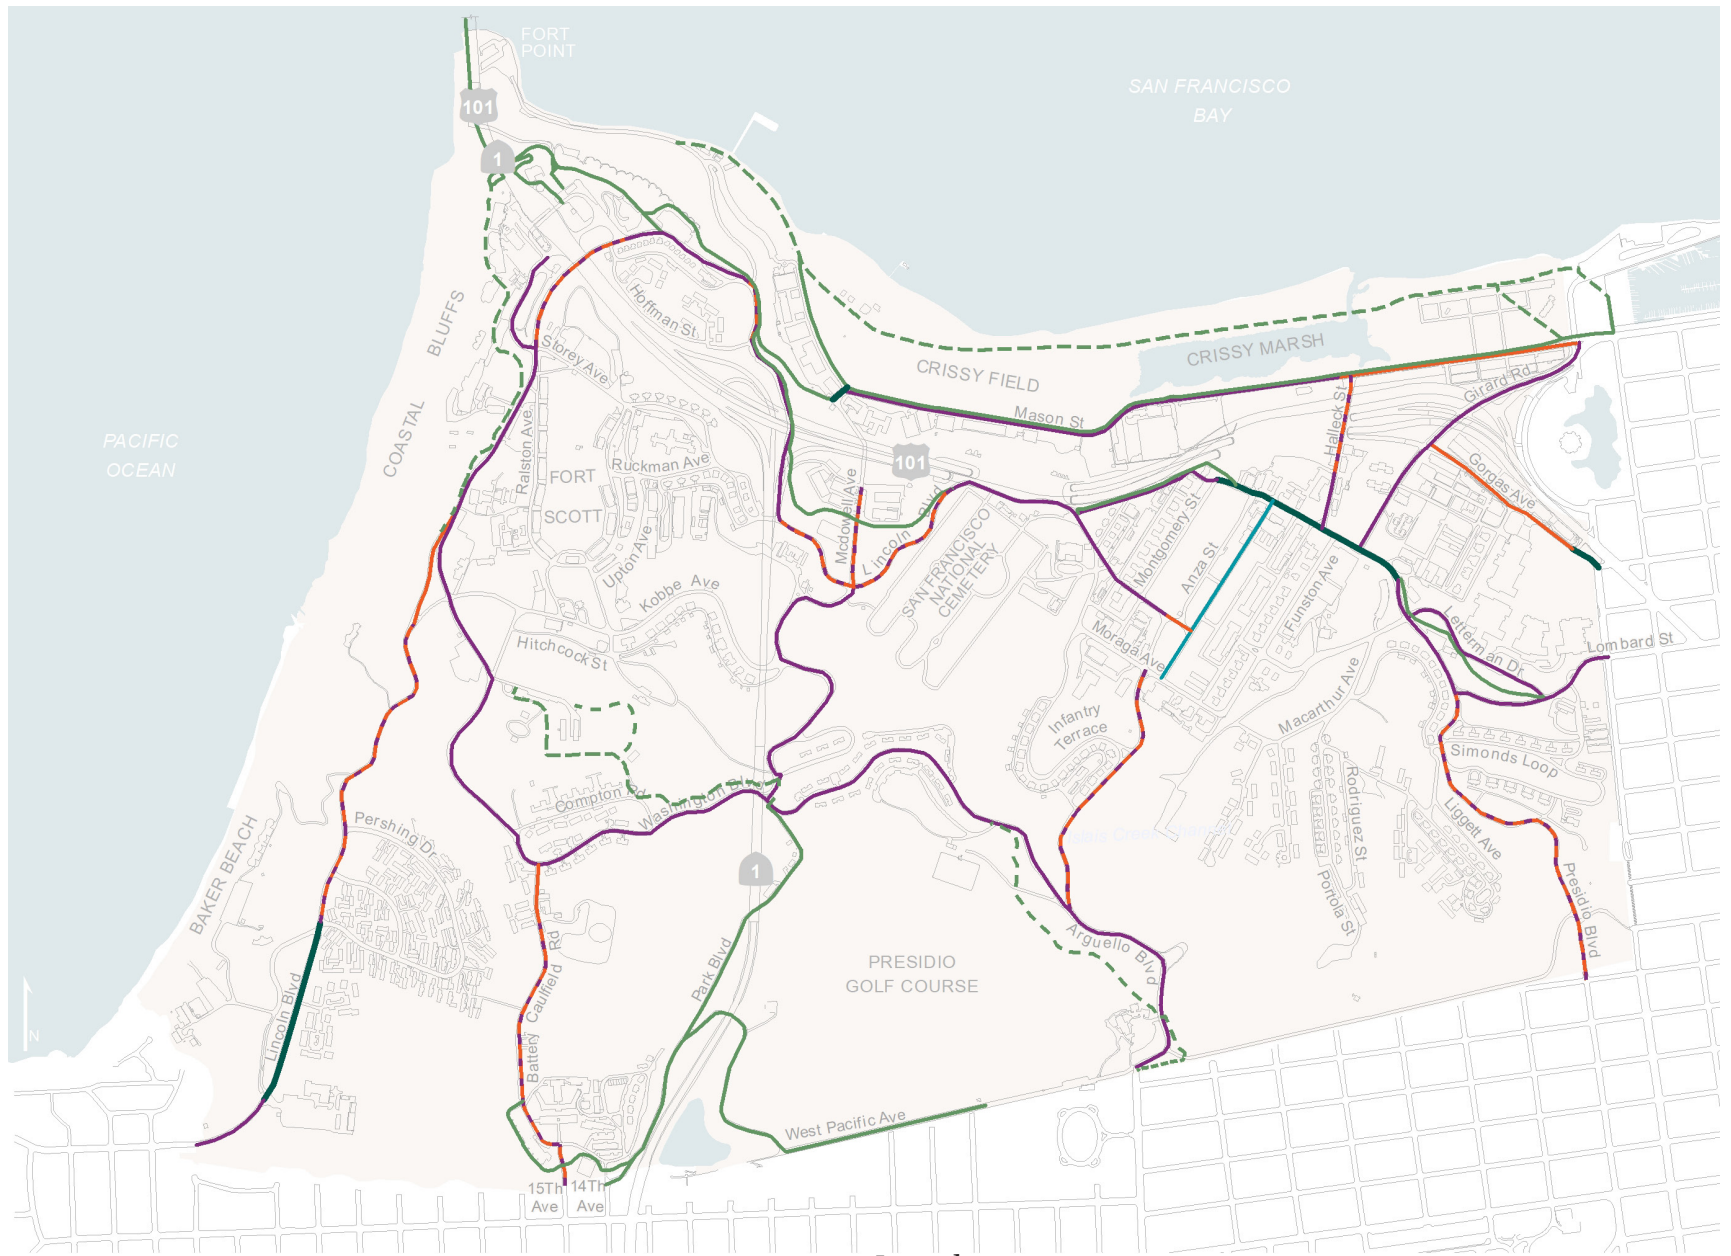 FORT
POINT
SAN FRANCISCO
BAY
101
1
Hoffman St
BLUFFS
Storey Ave
CRISSY MARSH
CRISSY FIELD
Girard Rd
Mason St
Halleck St
COASTAL
PACIFIC
OCEAN
Ralston Ave
Ruckman Ave
FORT
SCOTT
101
Mcdowell Ave
Lincoln Blvd
Gorgas Ave
SAN FRANCISCO
NATIONAL
CEMETERY
Montgomery St
Anza St
Upton Ave
Kobbe Ave
Funston Ave
Hitchcock St
Moraga Ave
Letterman Dr
Lombard St
Macarthur Ave
Infantry
Terrace
Simonds Loop
Compton Rd
Washington Blvd
Rodriguez St
Liggett Ave
Pershing Dr
BAKER BEACH
1
Portola St
Presidio Blvd
Arguello Blvd
PRESIDIO
GOLF COURSE
Park Blvd
Battery Caulfield Rd
Lincoln Blvd
N
West Pacific Ave
15Th
Ave
14Th
Ave